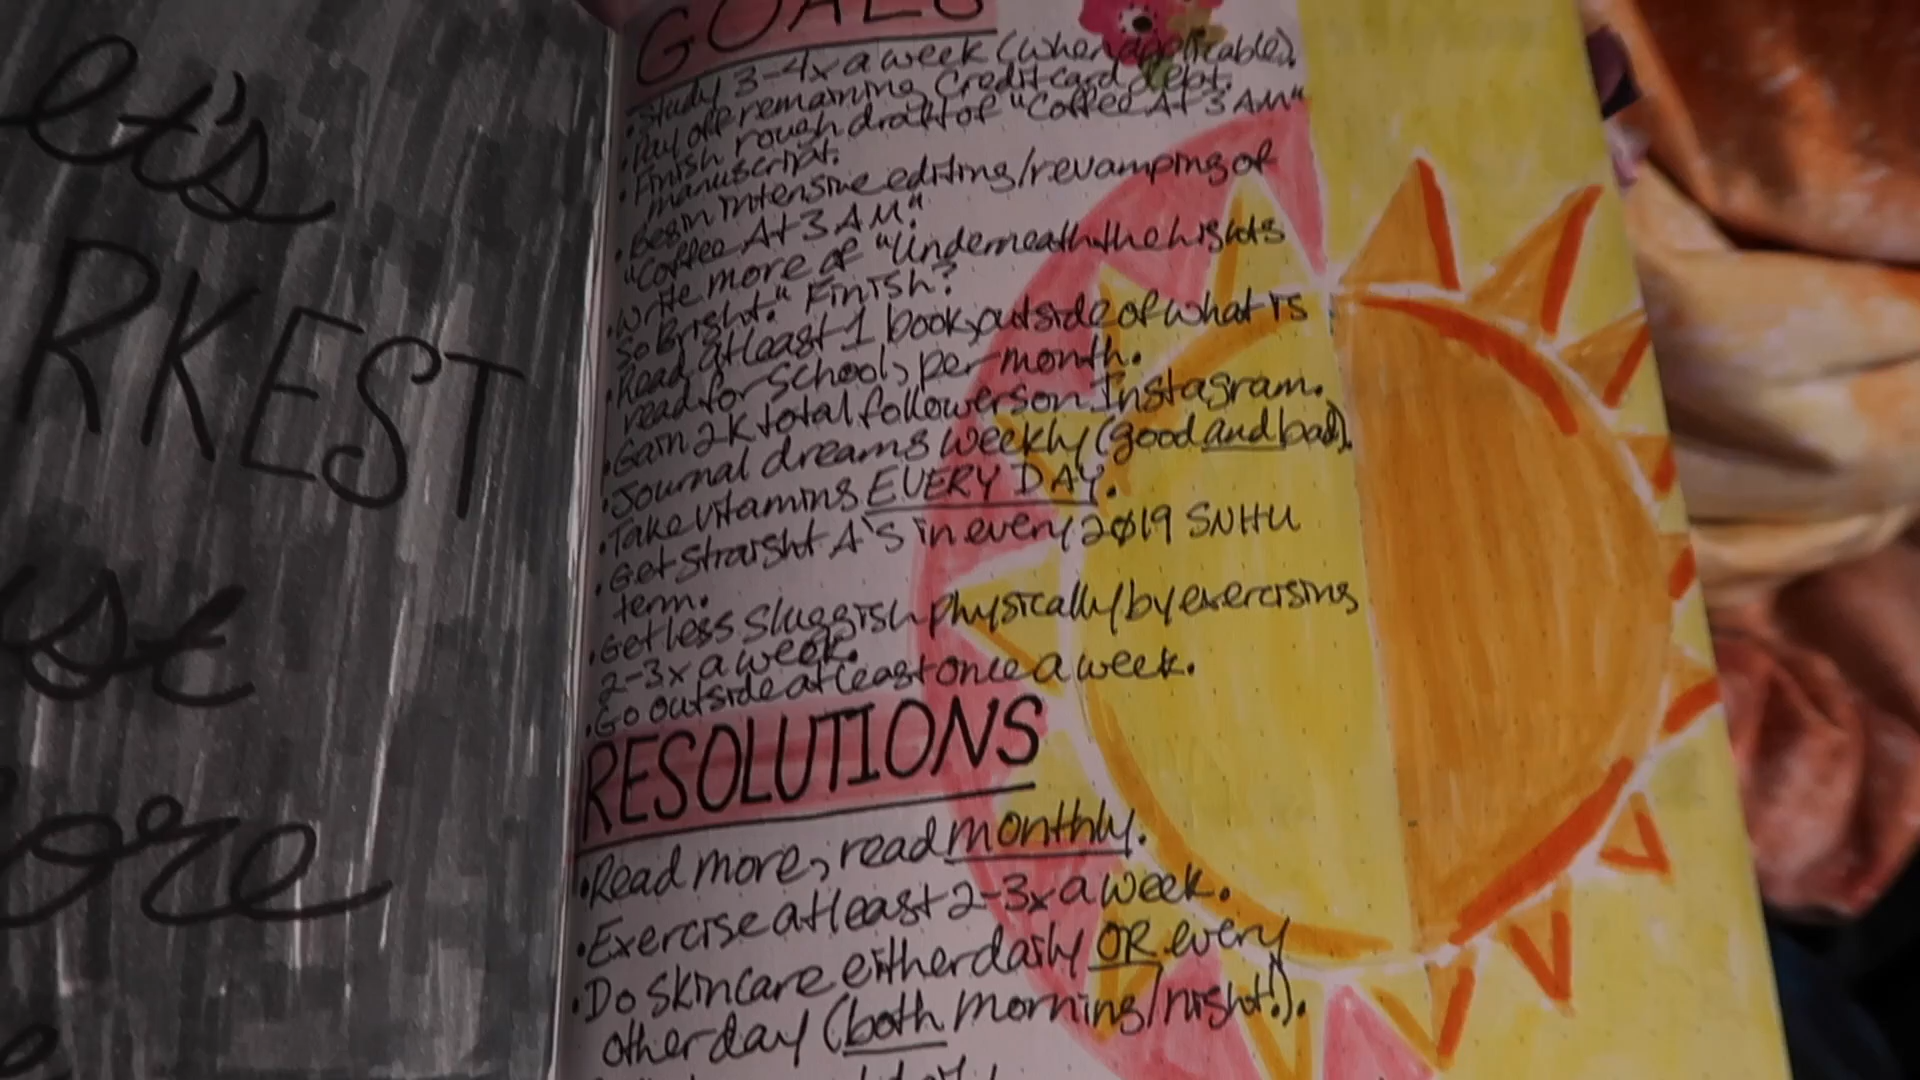 et's
RKEST
ust
ore
GOALS
• Study 3-4x a week (when applicable).
• Pay off remaining credit card debt.
• Finish rough draft of "Coffee At 3 AM"
manuscript.
• Begin intensive editing/revamping of
"Coffee At 3 AM".
• Write more of "Underneath the Lights
So Bright." Finish?
• Read at least 1 book, outside of what is
read for school, per month.
• Gain 2K total followers on Instagram.
• Journal dreams weekly (good and bad).
• Take vitamins EVERY DAY.
• Get straight A's in every 2019 SNHU
term.
• Get less sluggish physically by exercising
2-3x a week.
• Go outside at least once a week.
RESOLUTIONS
• Read more, read monthly.
• Exercise at least 2-3x a week.
• Do skincare either daily OR every
other day (both morning/night!).